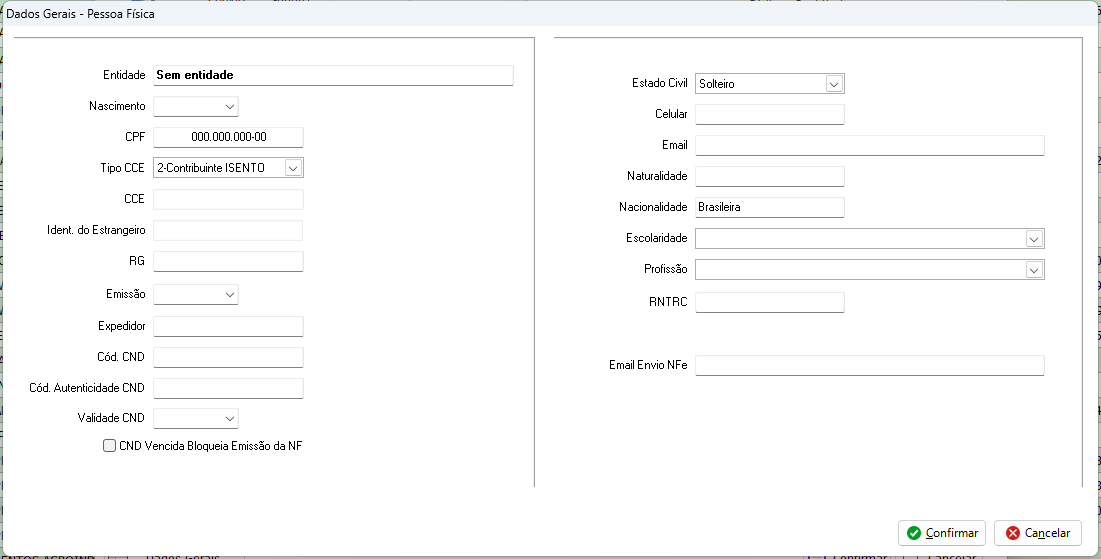 Dados Gerais - Pessoa Física
Entidade Sem entidade
Nascimento
CPF 000.000.000-00
Tipo CCE 2-Contribuinte ISENTO
CCE
Ident. do Estrangeiro
RG
Emissão
Expedidor
Cód. CND
Cód. Autenticidade CND
Validade CND
CND Vencida Bloqueia Emissão da NF
Estado Civil Solteiro
Celular
Email
Naturalidade
Nacionalidade Brasileira
Escolaridade
Profissão
RNTRC
Email Envio NFe
Confirmar
Cancelar